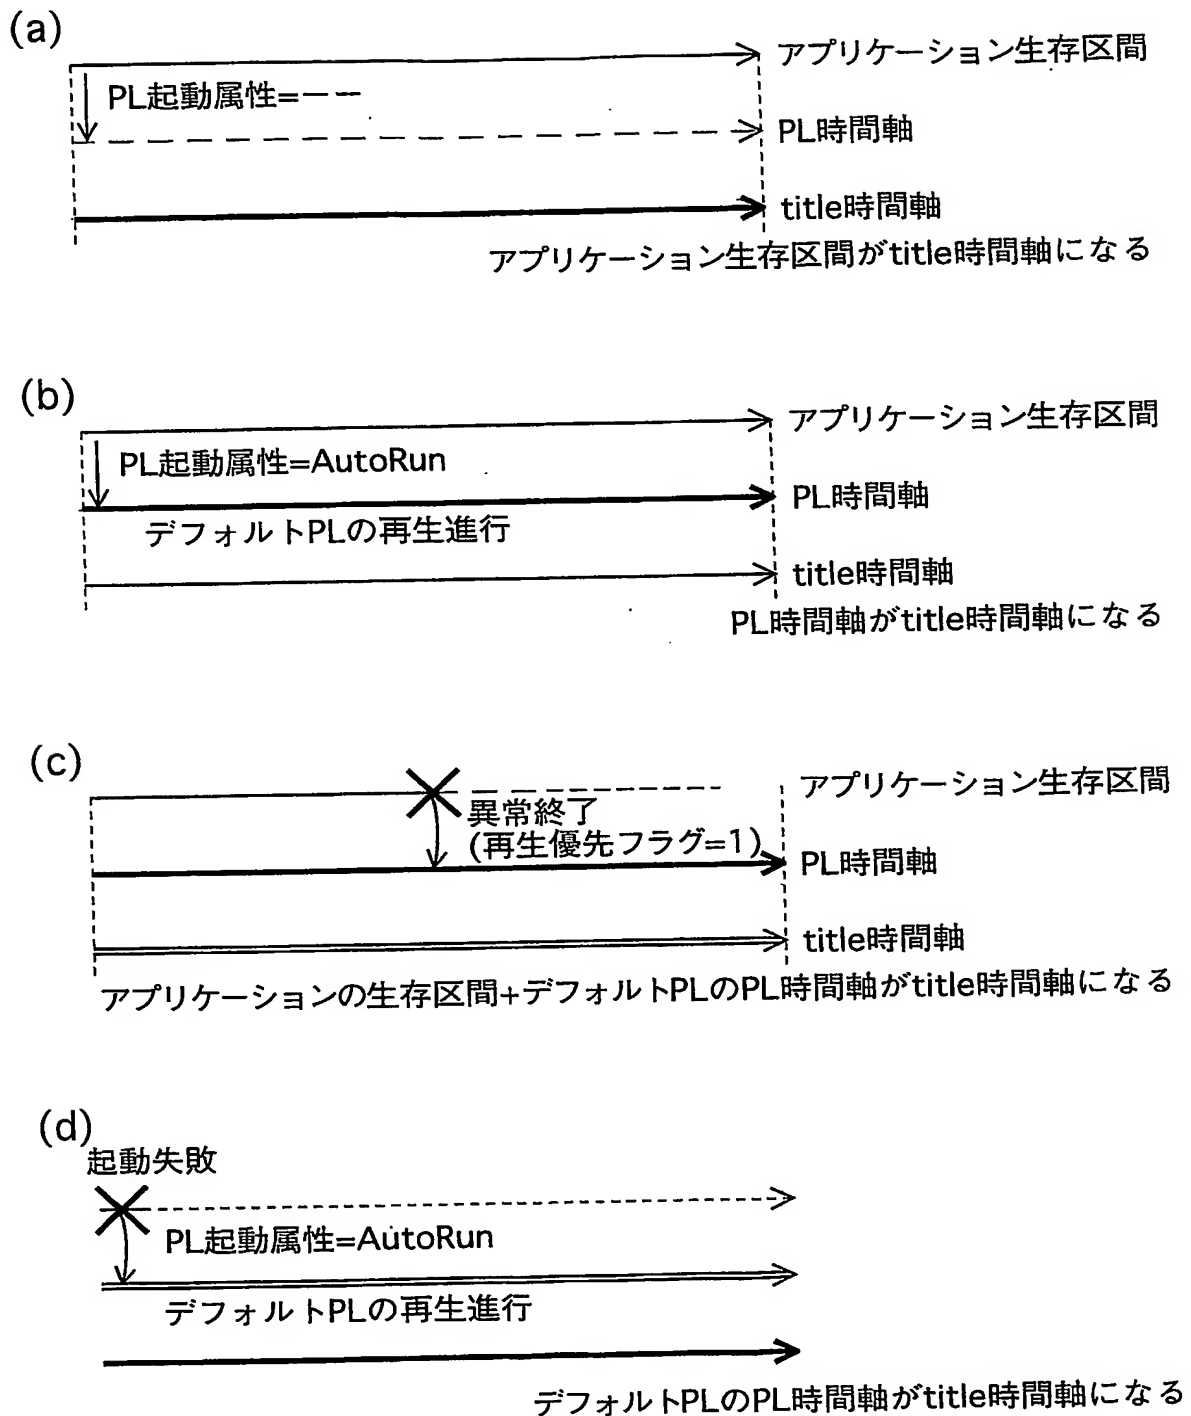 (a)
アプリケーション生存区間
PL起動属性=−−
PL時間軸
title時間軸
アプリケーション生存区間がtitle時間軸になる
(b)
アプリケーション生存区間
PL起動属性=AutoRun
PL時間軸
デフォルトPLの再生進行
title時間軸
PL時間軸がtitle時間軸になる
(c)
アプリケーション生存区間
異常終了
(再生優先フラグ=1)
PL時間軸
title時間軸
アプリケーションの生存区間+デフォルトPLのPL時間軸がtitle時間軸になる
(d)
起動失敗
PL起動属性=AutoRun
デフォルトPLの再生進行
デフォルトPLのPL時間軸がtitle時間軸になる